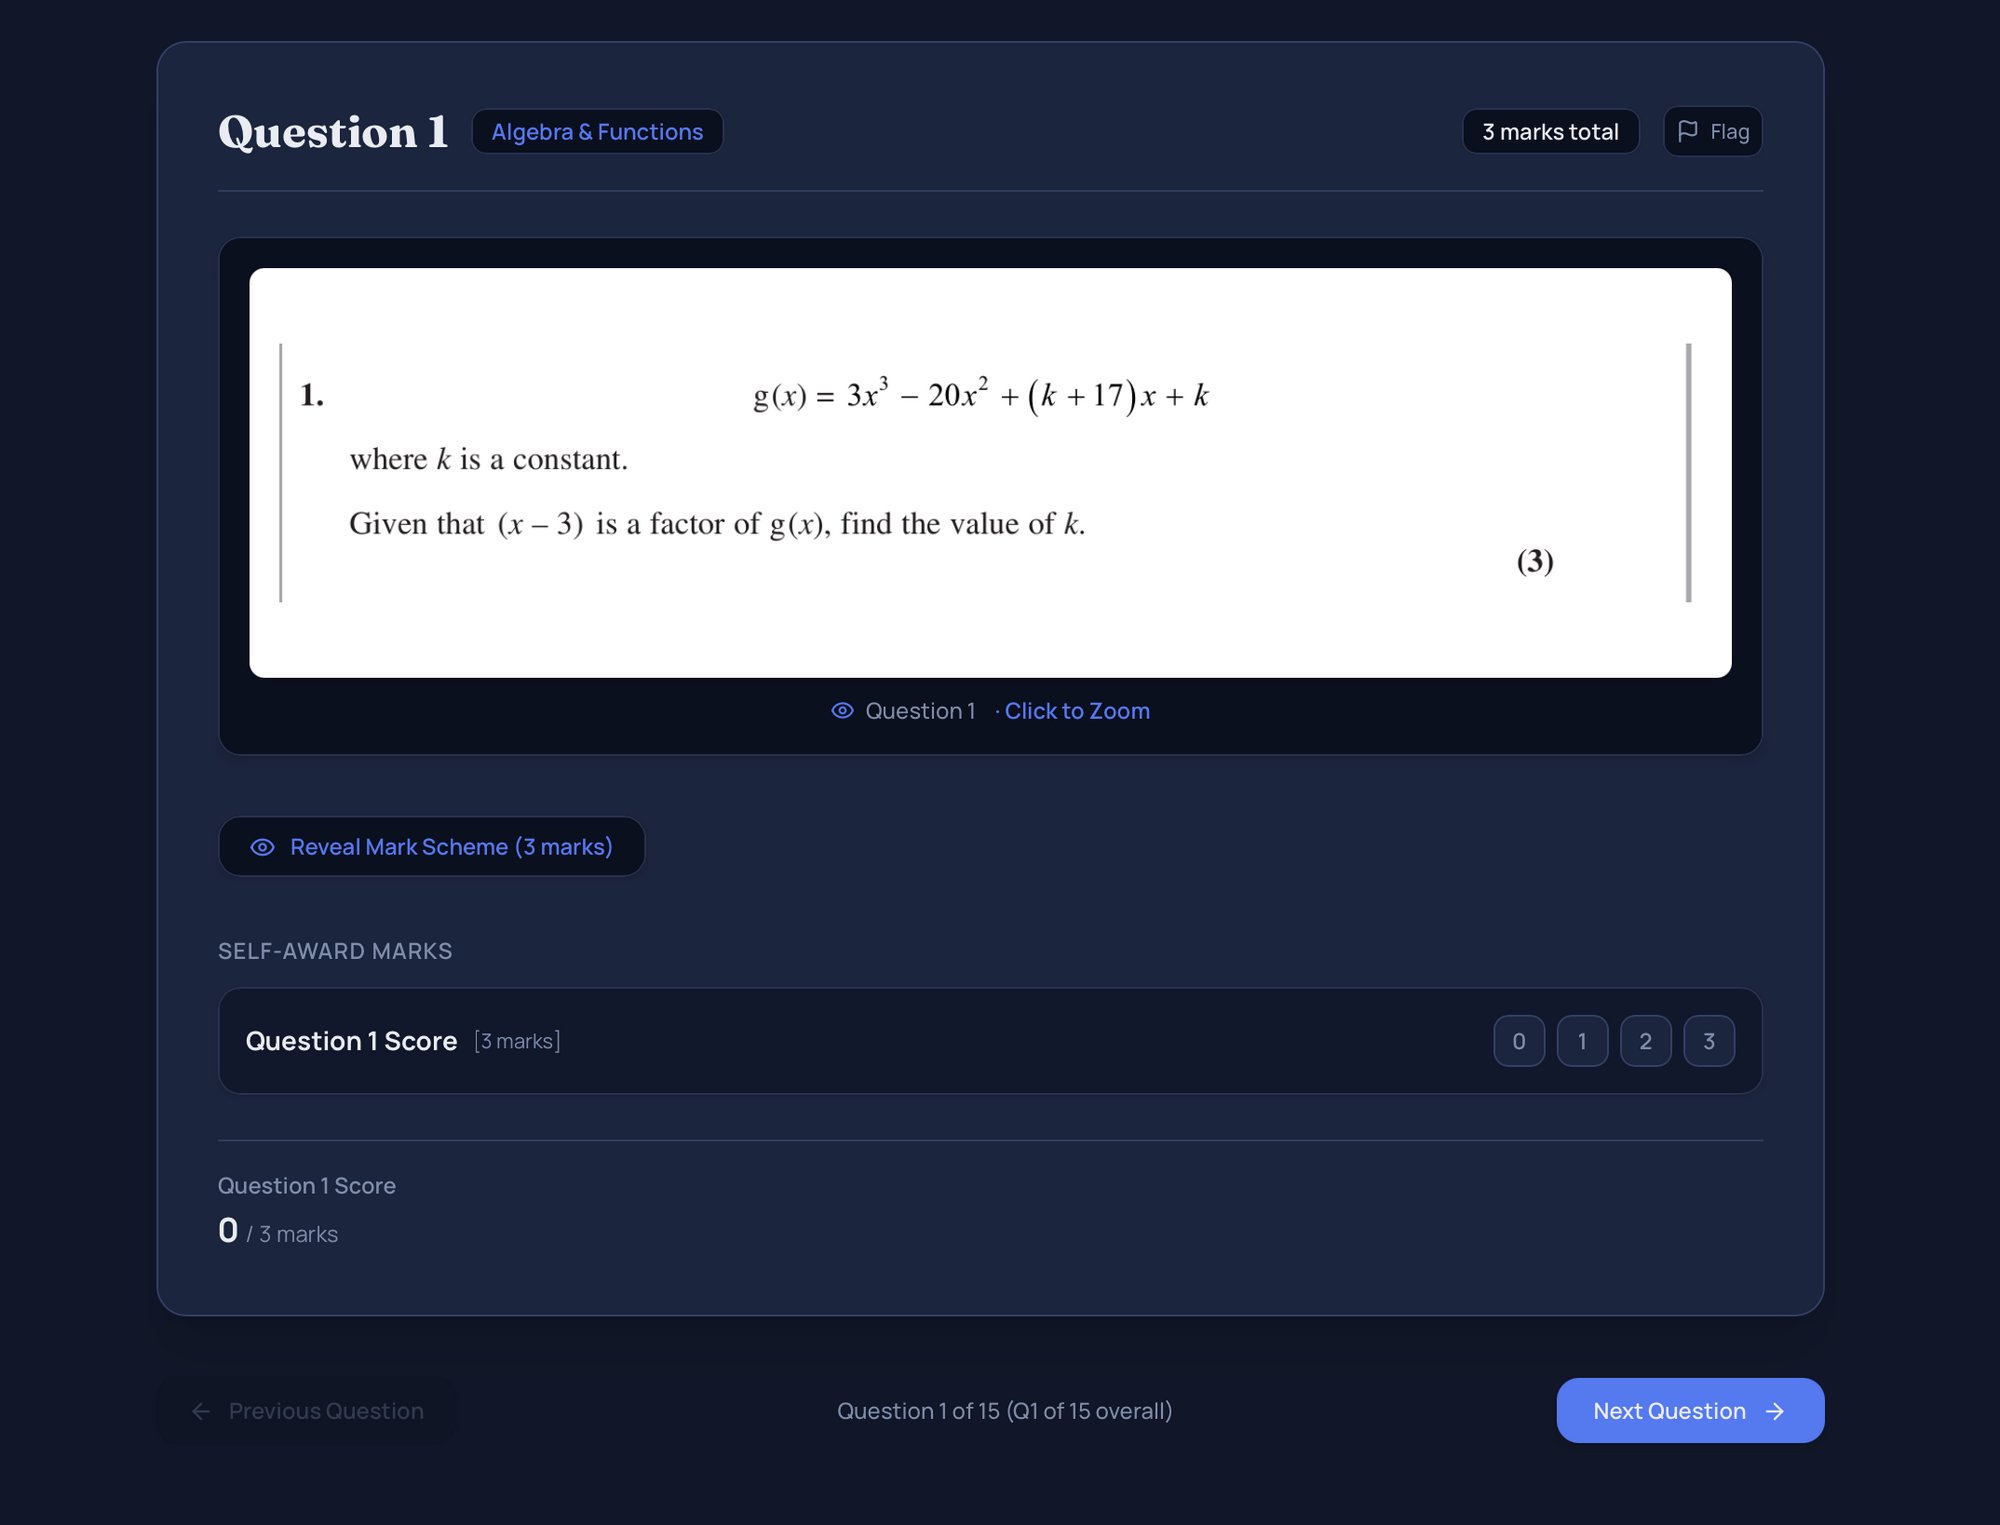 Question 1 Algebra & Functions 3 marks total Flag
1. g(x) = 3x³ – 20x² + (k + 17)x + k
where k is a constant.
Given that (x – 3) is a factor of g(x), find the value of k.
(3)
Question 1 · Click to Zoom
Reveal Mark Scheme (3 marks)
SELF-AWARD MARKS
Question 1 Score [3 marks] 0 1 2 3
Question 1 Score
0 / 3 marks
← Previous Question Question 1 of 15 (Q1 of 15 overall) Next Question →